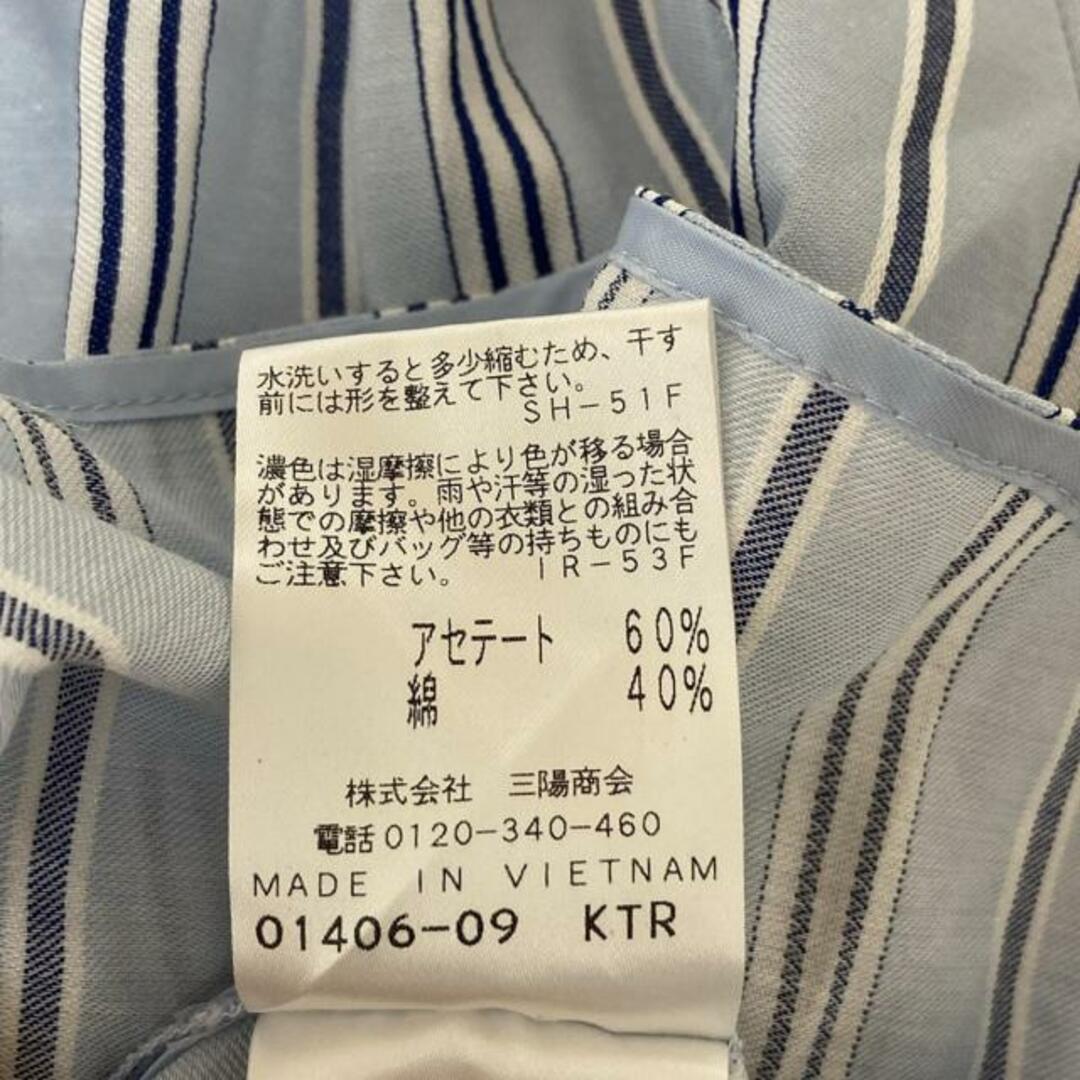 水洗いすると多少縮むため、干す
前には形を整えて下さい。
SH-51F
濃色は湿摩擦により色が移る場合
があります。雨や汗等の湿った状
態での摩擦や他の衣類との組み合
わせ及びバッグ等の持ちものにも
ご注意下さい。 IR-53F
アセテート 60%
綿 40%
株式会社 三陽商会
電話0120-340-460
MADE IN VIETNAM
01406-09 KTR